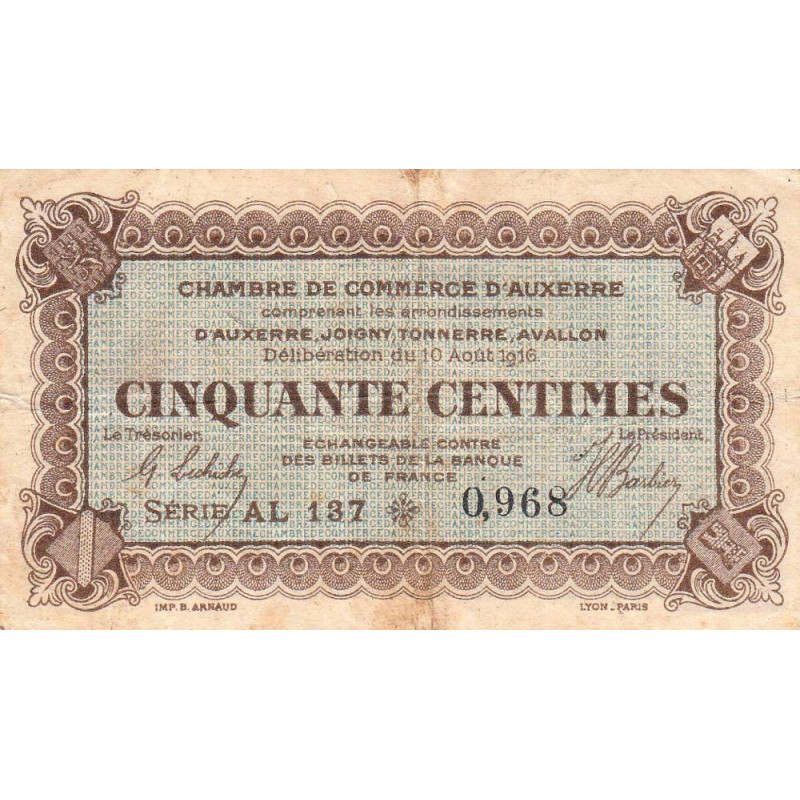 CHAMBRE DE COMMERCE D'AUXERRE
comprenant les arrondissements
D'AUXERRE, JOIGNY, TONNERRE, AVALLON
Délibération du 10 Août 1916
CINQUANTE CENTIMES
Le Trésorier
Le Président
ECHANGEABLE CONTRE
DES BILLETS DE LA BANQUE
DE FRANCE
H Barbier
SÉRIE AL 137
0,968
IMP. B. ARNAUD
LYON - PARIS